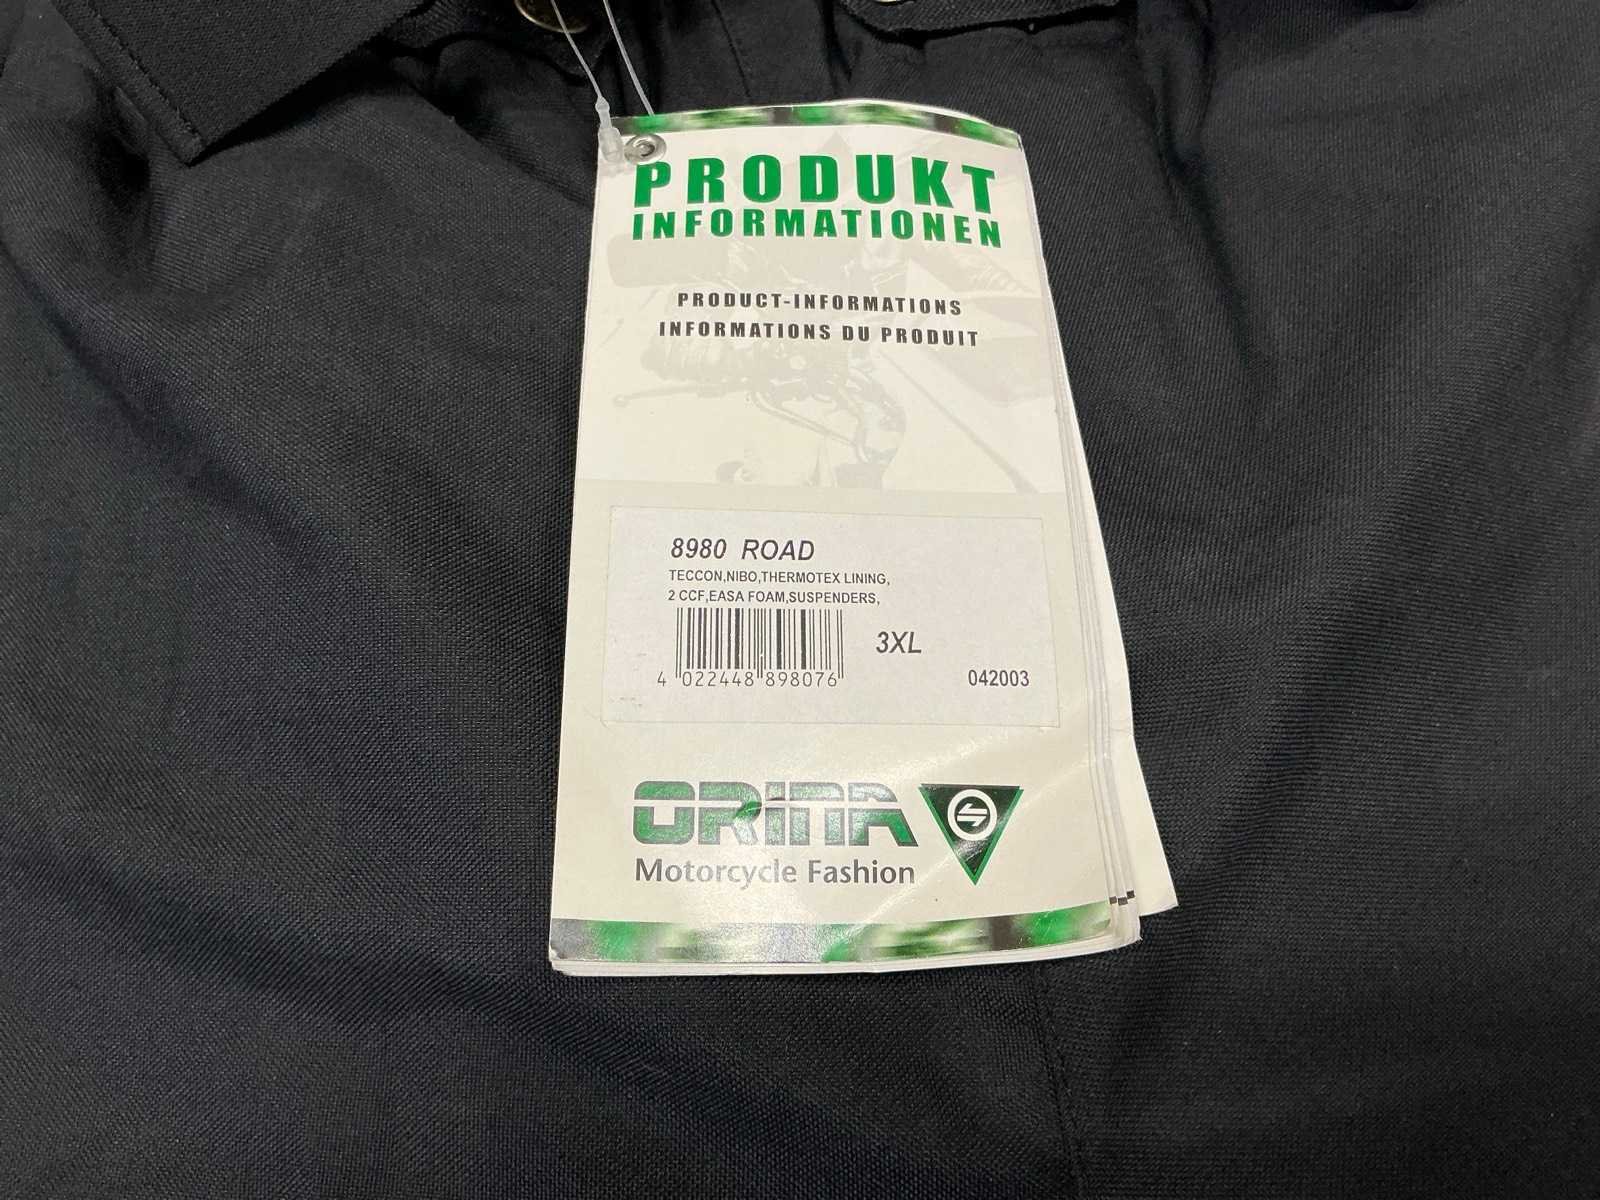 PRODUKT
INFORMATIONEN
PRODUCT-INFORMATIONS
INFORMATIONS DU PRODUIT
8980 ROAD
TECCON,NIBO,THERMOTEX LINING,
2 CCF,EASA FOAM,SUSPENDERS,
3XL
4 022448 898076
042003
ORINA
Motorcycle Fashion